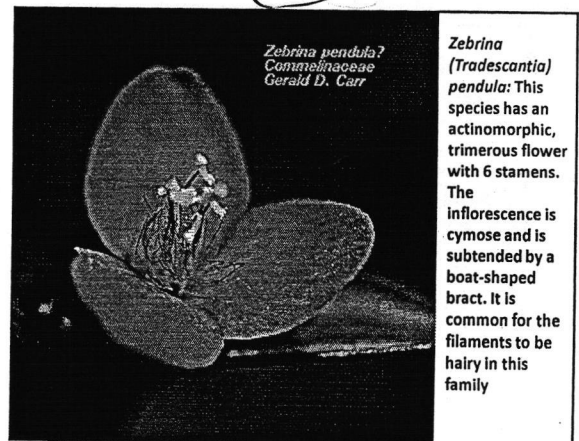 Zebrina pendula?
Commelinaceae
Gerald D. Carr
Zebrina
(Tradescantia)
pendula: This
species has an
actinomorphic,
trimerous flower
with 6 stamens.
The
inflorescence is
cymose and is
subtended by a
boat-shaped
bract. It is
common for the
filaments to be
hairy in this
family